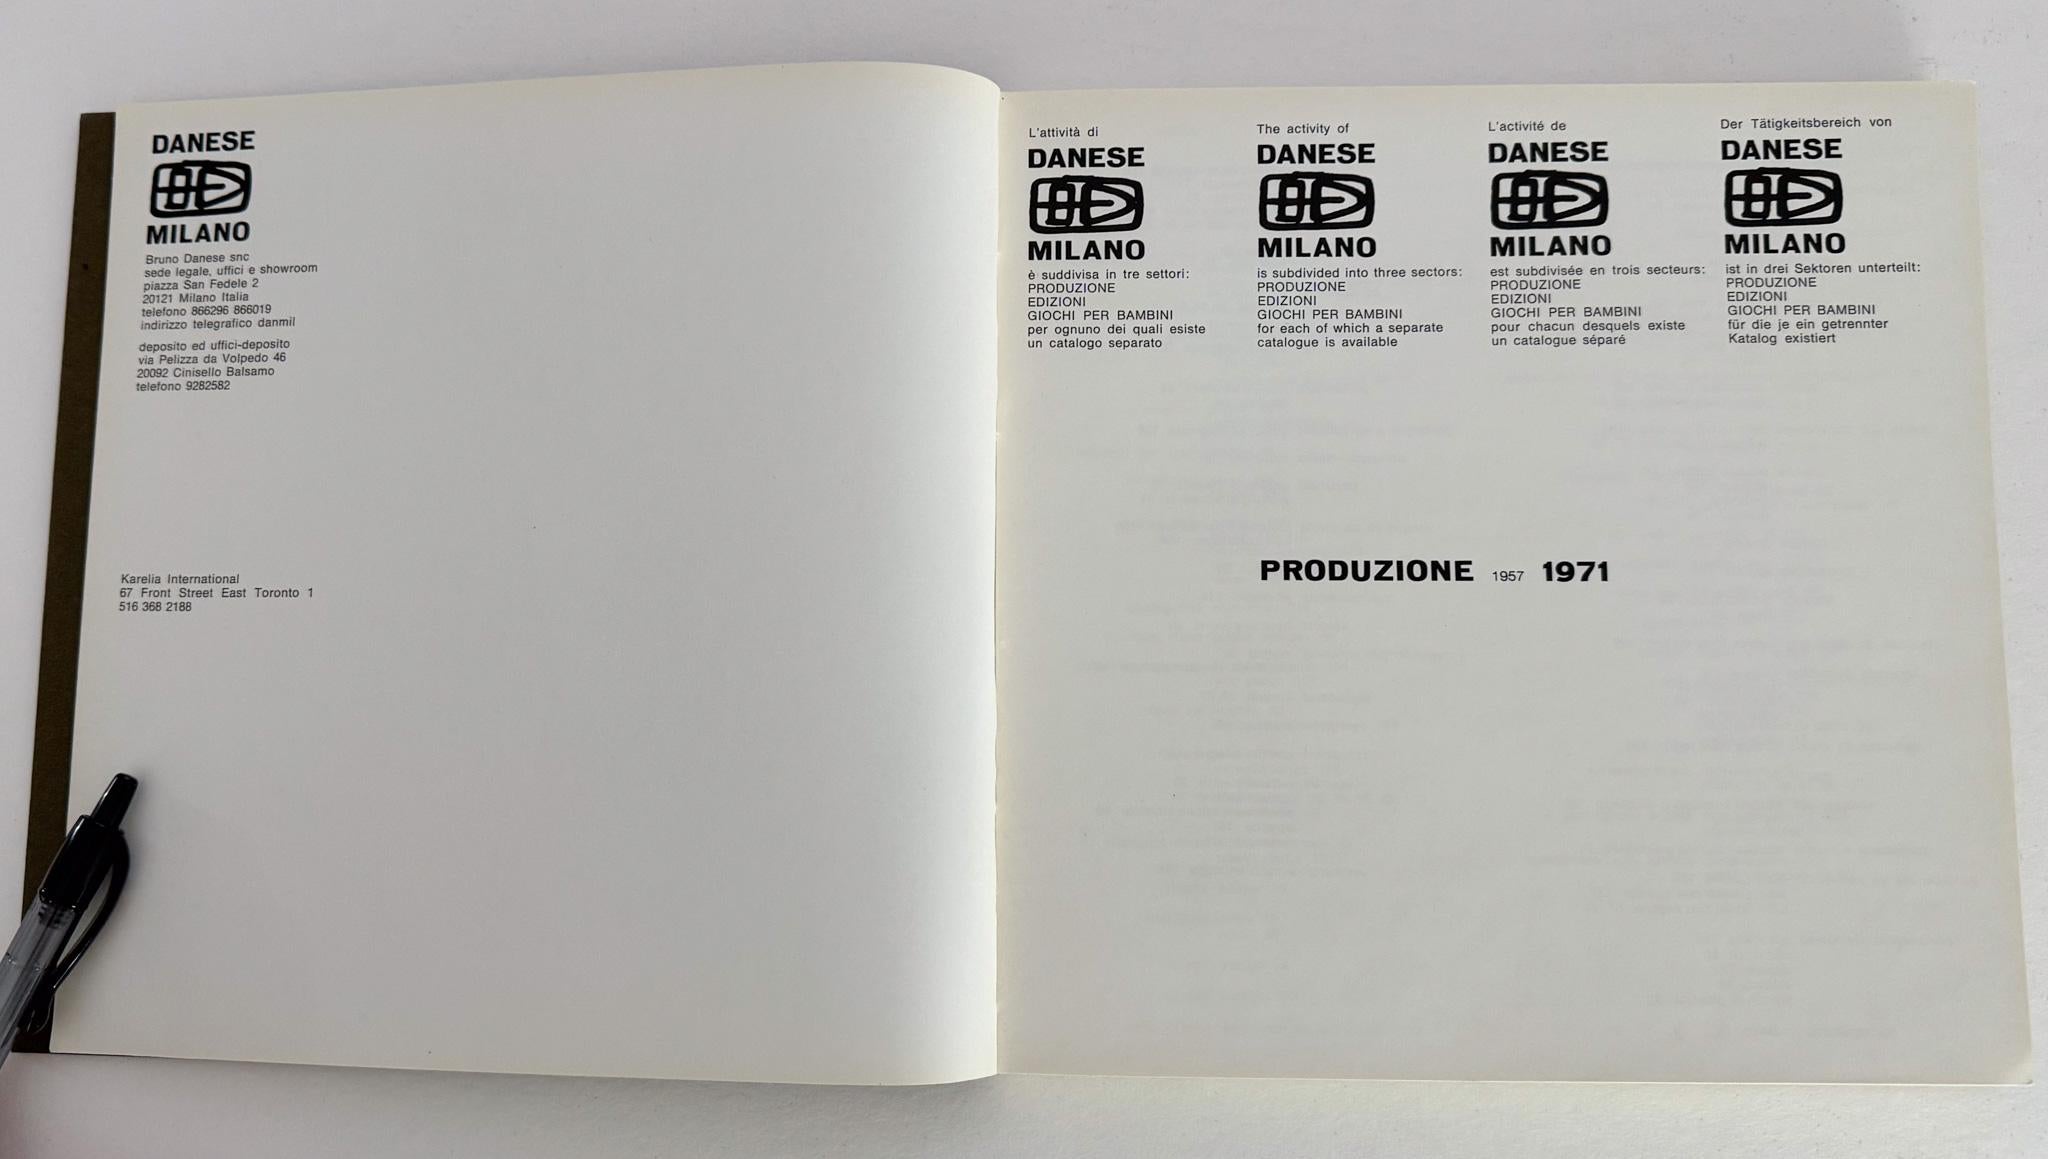 DANESE
MILANO
Bruno Danese snc
sede legale, uffici e showroom
piazza San Fedele 2
20121 Milano Italia
telefono 866296 866019
indirizzo telegrafico danmil
deposito ed uffici-deposito
via Pelizza da Volpedo 46
20092 Cinisello Balsamo
telefono 9282582
Karelia International
67 Front Street East Toronto 1
516 368 2188
L'attività di
DANESE
MILANO
è suddivisa in tre settori:
PRODUZIONE
EDIZIONI
GIOCHI PER BAMBINI
per ognuno dei quali esiste
un catalogo separato
The activity of
DANESE
MILANO
is subdivided into three sectors:
PRODUZIONE
EDIZIONI
GIOCHI PER BAMBINI
for each of which a separate
catalogue is available
L'activité de
DANESE
MILANO
est subdivisée en trois secteurs:
PRODUZIONE
EDIZIONI
GIOCHI PER BAMBINI
pour chacun desquels existe
un catalogue séparé
Der Tätigkeitsbereich von
DANESE
MILANO
ist in drei Sektoren unterteilt:
PRODUZIONE
EDIZIONI
GIOCHI PER BAMBINI
für die je ein getrennter
Katalog existiert
PRODUZIONE 1957 1971